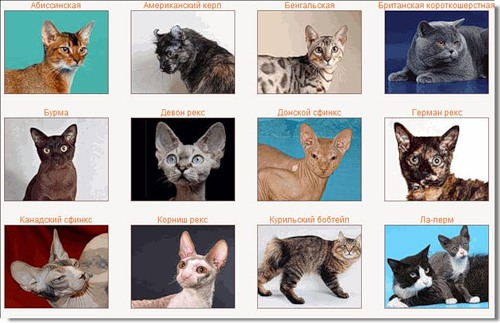 Абиссинская
Американский керл
Бенгальская
Британская короткошерстная
Бурма
Девон рекс
Донской сфинкс
Герман рекс
Канадский сфинкс
Корниш рекс
Курильский бобтейл
Ла-перм